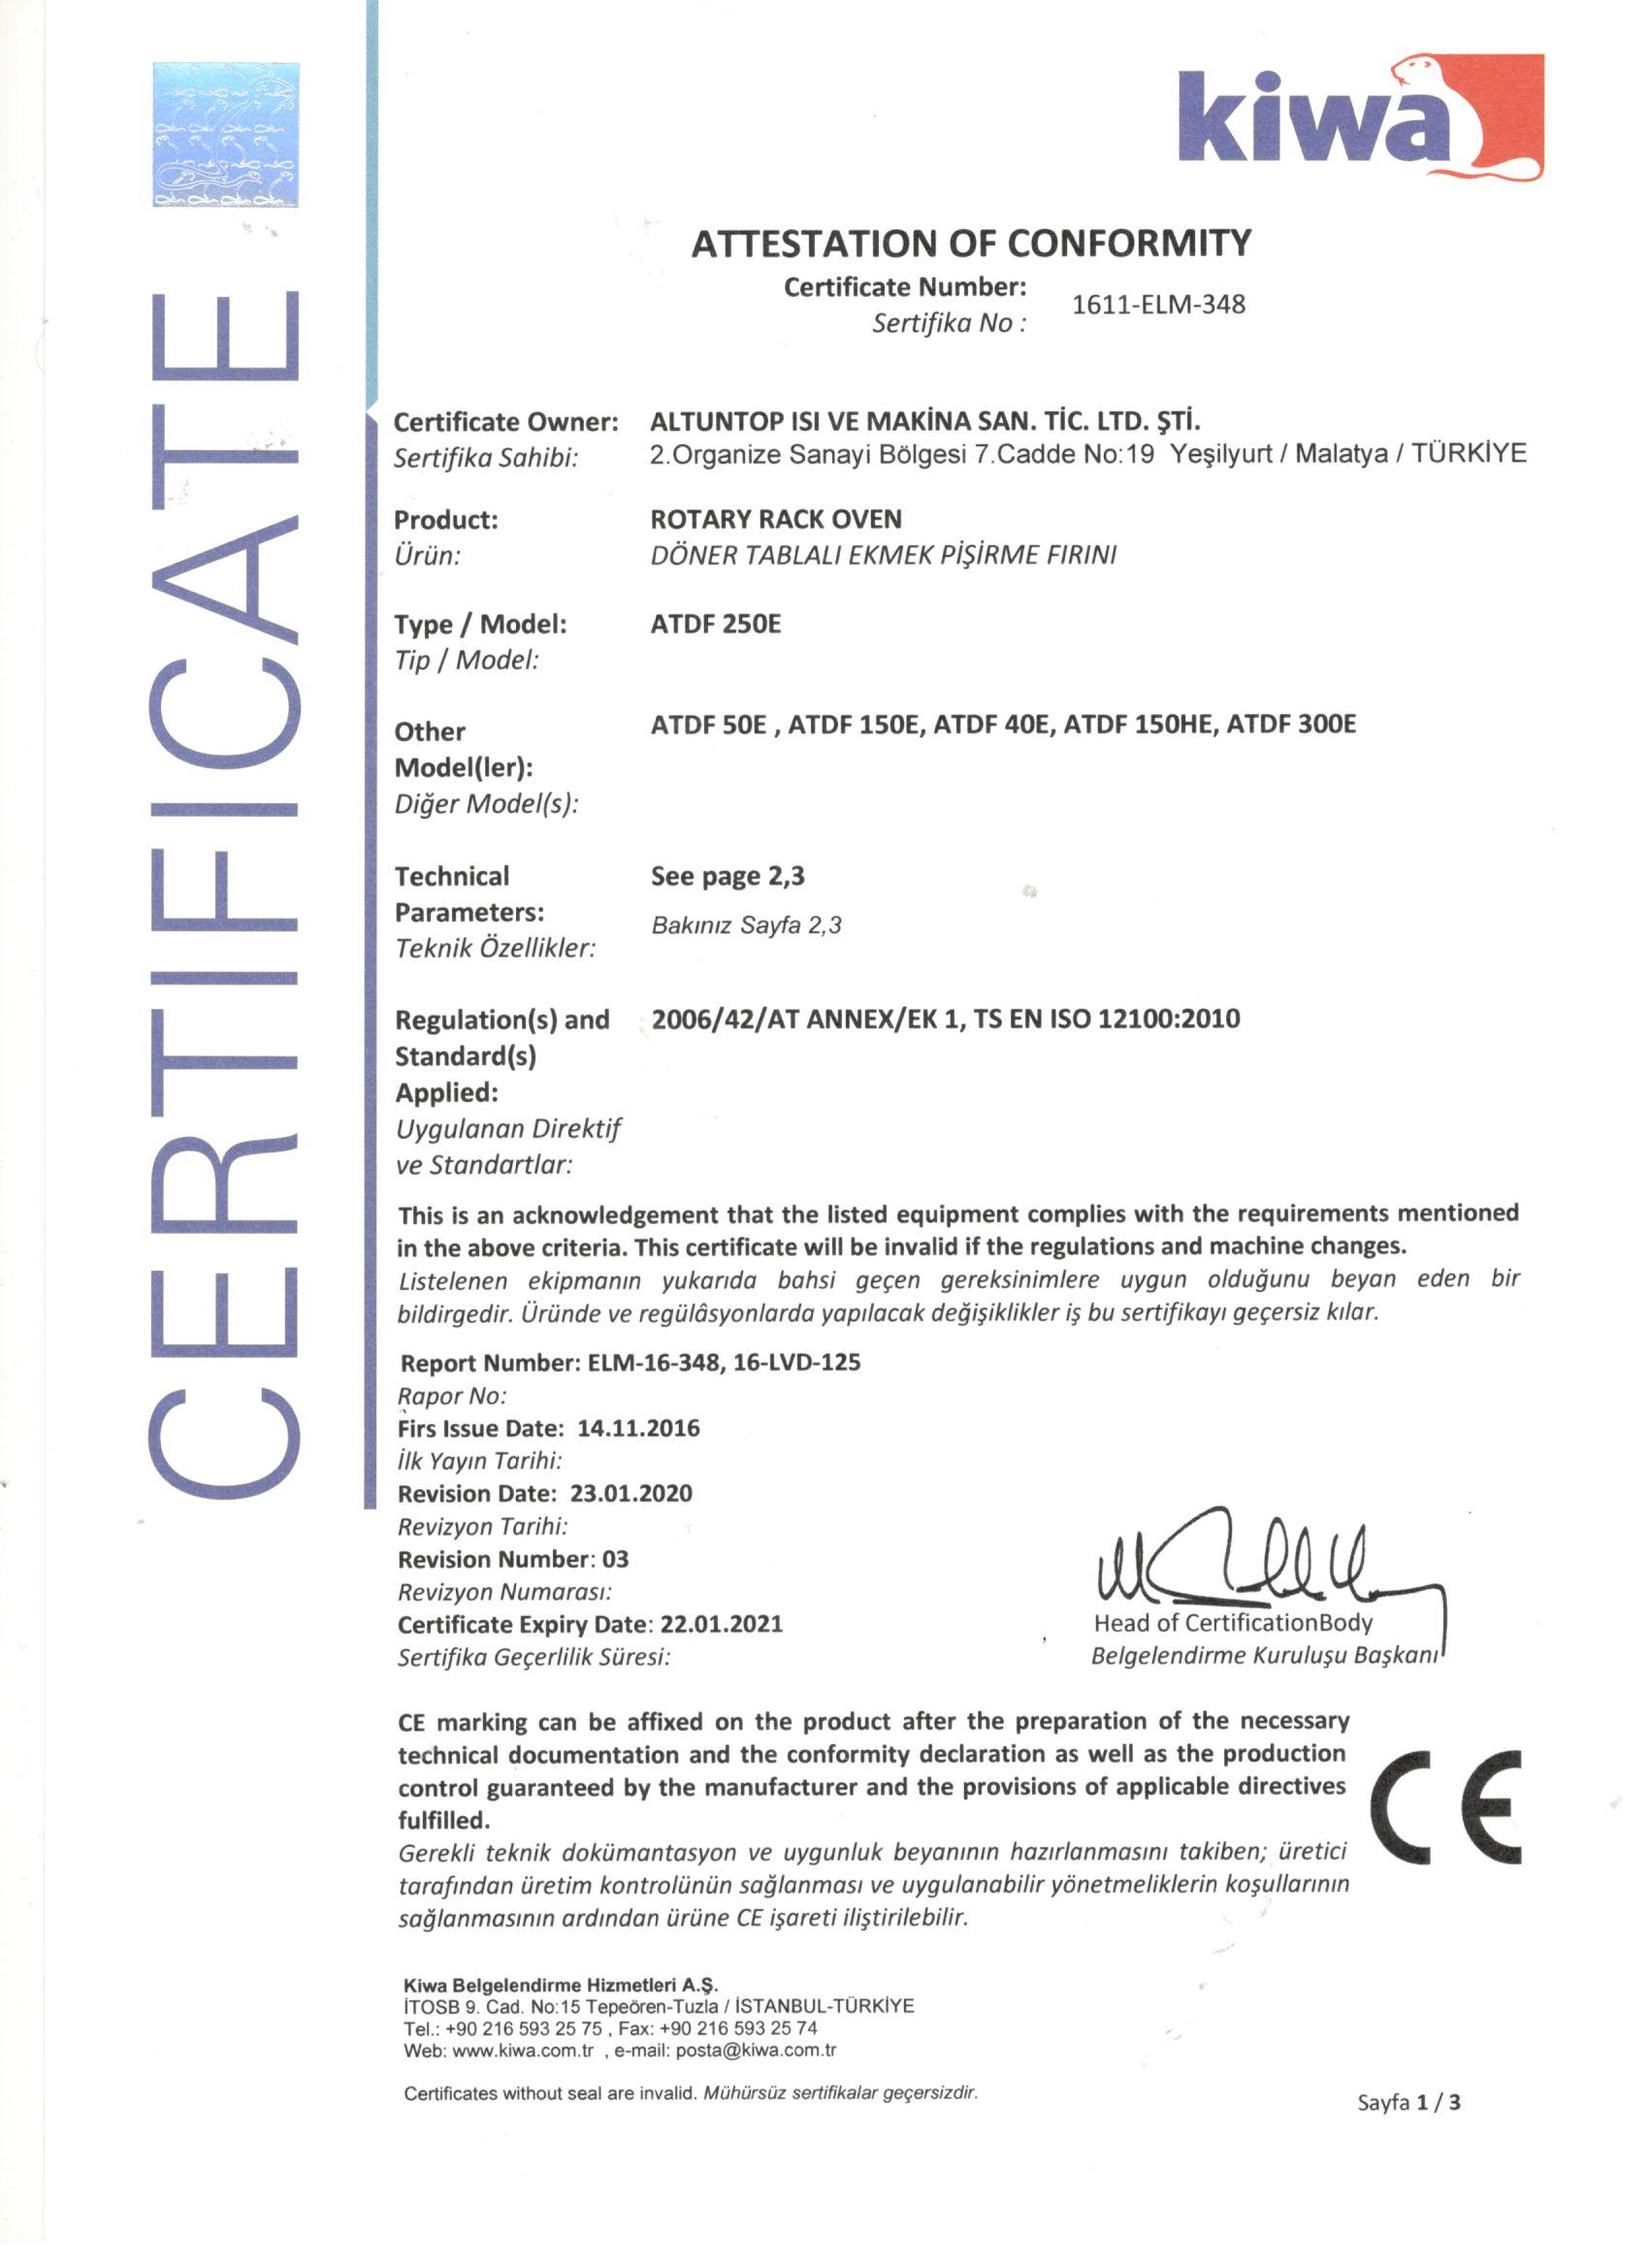 CERTIFICATE
kiwa
ATTESTATION OF CONFORMITY
Certificate Number:
Sertifika No :
1611-ELM-348
Certificate Owner: ALTUNTOP ISI VE MAKİNA SAN. TİC. LTD. ŞTİ.
Sertifika Sahibi: 2.Organize Sanayi Bölgesi 7.Cadde No:19 Yeşilyurt / Malatya / TÜRKİYE
Product: ROTARY RACK OVEN
Ürün: DÖNER TABLALI EKMEK PİŞİRME FIRINI
Type / Model: ATDF 250E
Tip / Model:
Other ATDF 50E , ATDF 150E, ATDF 40E, ATDF 150HE, ATDF 300E
Model(ler):
Diğer Model(s):
Technical See page 2,3
Parameters:
Bakınız Sayfa 2,3
Teknik Özellikler:
Regulation(s) and 2006/42/AT ANNEX/EK 1, TS EN ISO 12100:2010
Standard(s)
Applied:
Uygulanan Direktif
ve Standartlar:
This is an acknowledgement that the listed equipment complies with the requirements mentioned
in the above criteria. This certificate will be invalid if the regulations and machine changes.
Listelenen ekipmanın yukarıda bahsi geçen gereksinimlere uygun olduğunu beyan eden bir
bildirgedir. Üründe ve regülâsyonlarda yapılacak değişiklikler iş bu sertifikayı geçersiz kılar.
Report Number: ELM-16-348, 16-LVD-125
Rapor No:
Firs Issue Date: 14.11.2016
İlk Yayın Tarihi:
Revision Date: 23.01.2020
Revizyon Tarihi:
Revision Number: 03
Revizyon Numarası:
Certificate Expiry Date: 22.01.2021
Sertifika Geçerlilik Süresi:
Head of CertificationBody
Belgelendirme Kuruluşu Başkanı
CE marking can be affixed on the product after the preparation of the necessary
technical documentation and the conformity declaration as well as the production
control guaranteed by the manufacturer and the provisions of applicable directives
fulfilled.
Gerekli teknik dokümantasyon ve uygunluk beyanının hazırlanmasını takiben; üretici
tarafından üretim kontrolünün sağlanması ve uygulanabilir yönetmeliklerin koşullarının
sağlanmasının ardından ürüne CE işareti iliştirilebilir.
CE
Kiwa Belgelendirme Hizmetleri A.Ş.
İTOSB 9. Cad. No:15 Tepeören-Tuzla / İSTANBUL-TÜRKİYE
Tel.: +90 216 593 25 75 , Fax: +90 216 593 25 74
Web: www.kiwa.com.tr , e-mail: posta@kiwa.com.tr
Certificates without seal are invalid. Mühürsüz sertifikalar geçersizdir.
Sayfa 1 / 3